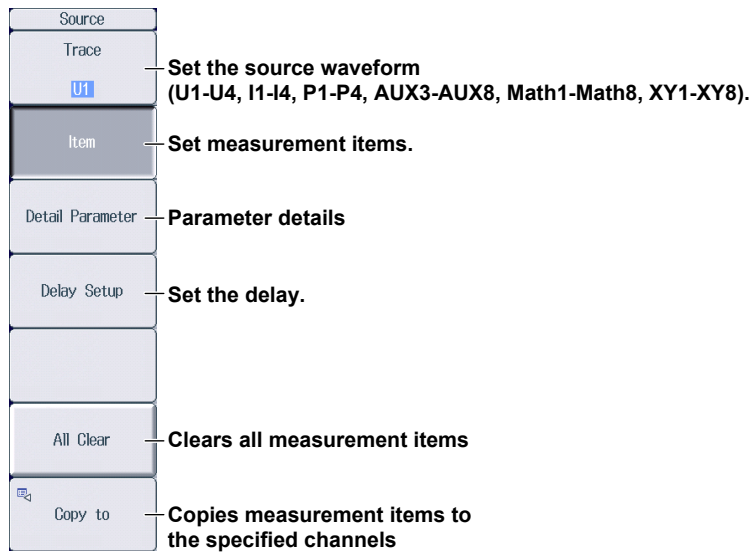 Source
Trace
U1
Set the source waveform
(U1-U4, I1-I4, P1-P4, AUX3-AUX8, Math1-Math8, XY1-XY8).
Item
Set measurement items.
Detail Parameter
Parameter details
Delay Setup
Set the delay.
All Clear
Clears all measurement items
Copy to
Copies measurement items to
the specified channels